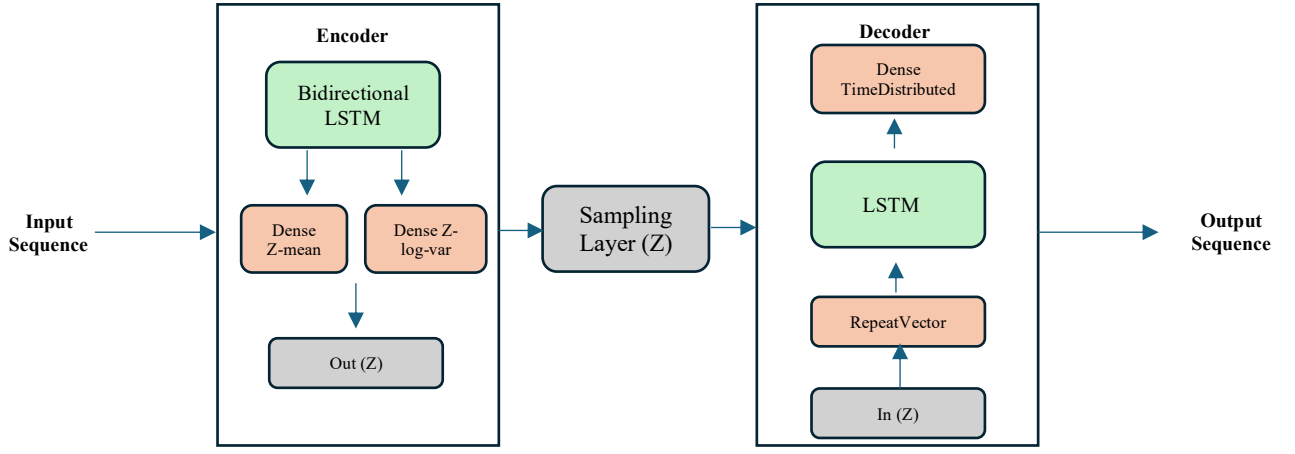 Input
Sequence
Encoder
Bidirectional
LSTM
Dense
Z-mean
Dense Z-
log-var
Out (Z)
Sampling
Layer (Z)
Decoder
Dense
TimeDistributed
LSTM
RepeatVector
In (Z)
Output
Sequence